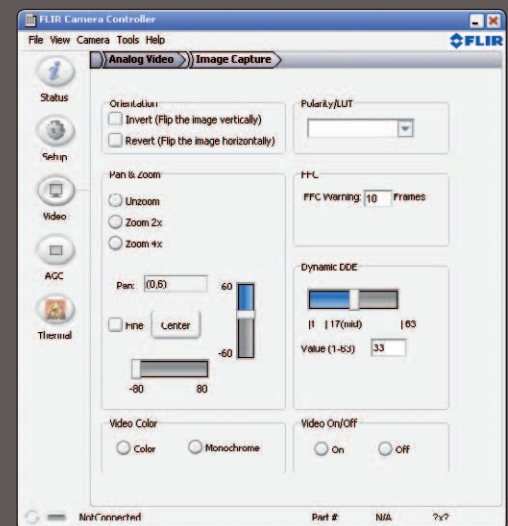 FLIR Camera Controller
File View Camera Tools Help
FLIR
Analog Video
Image Capture
Status
Setup
Video
AGC
Thermal
Orientation
Invert (Flip the image vertically)
Revert (Flip the image horizontally)
Polarity/LUT
Pan & Zoom
Unzoom
Zoom 2x
Zoom 4x
Pan: (0,6)
60
-60
Fine
Center
-80 80
FFC
FFC Warning: 10 Frames
Dynamic DDE
|1 |17(mid) |63
Value (1-63) 33
Video Color
Color Monochrome
Video On/Off
On Off
NotConnected Part #: N/A ?x?